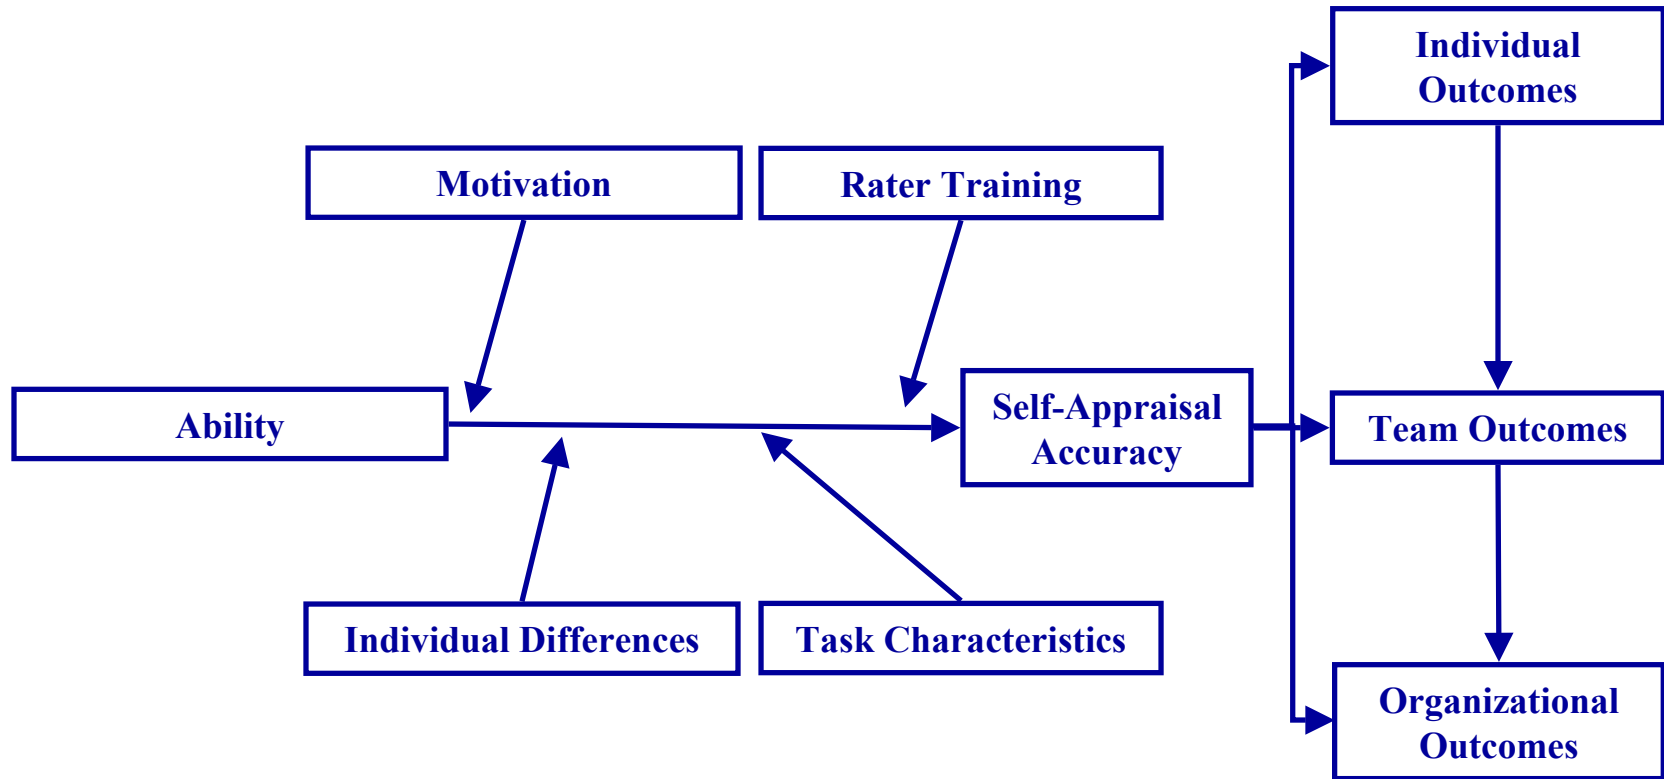 Individual
Outcomes
Motivation
Rater Training
Ability
Self-Appraisal
Accuracy
Team Outcomes
Individual Differences
Task Characteristics
Organizational
Outcomes